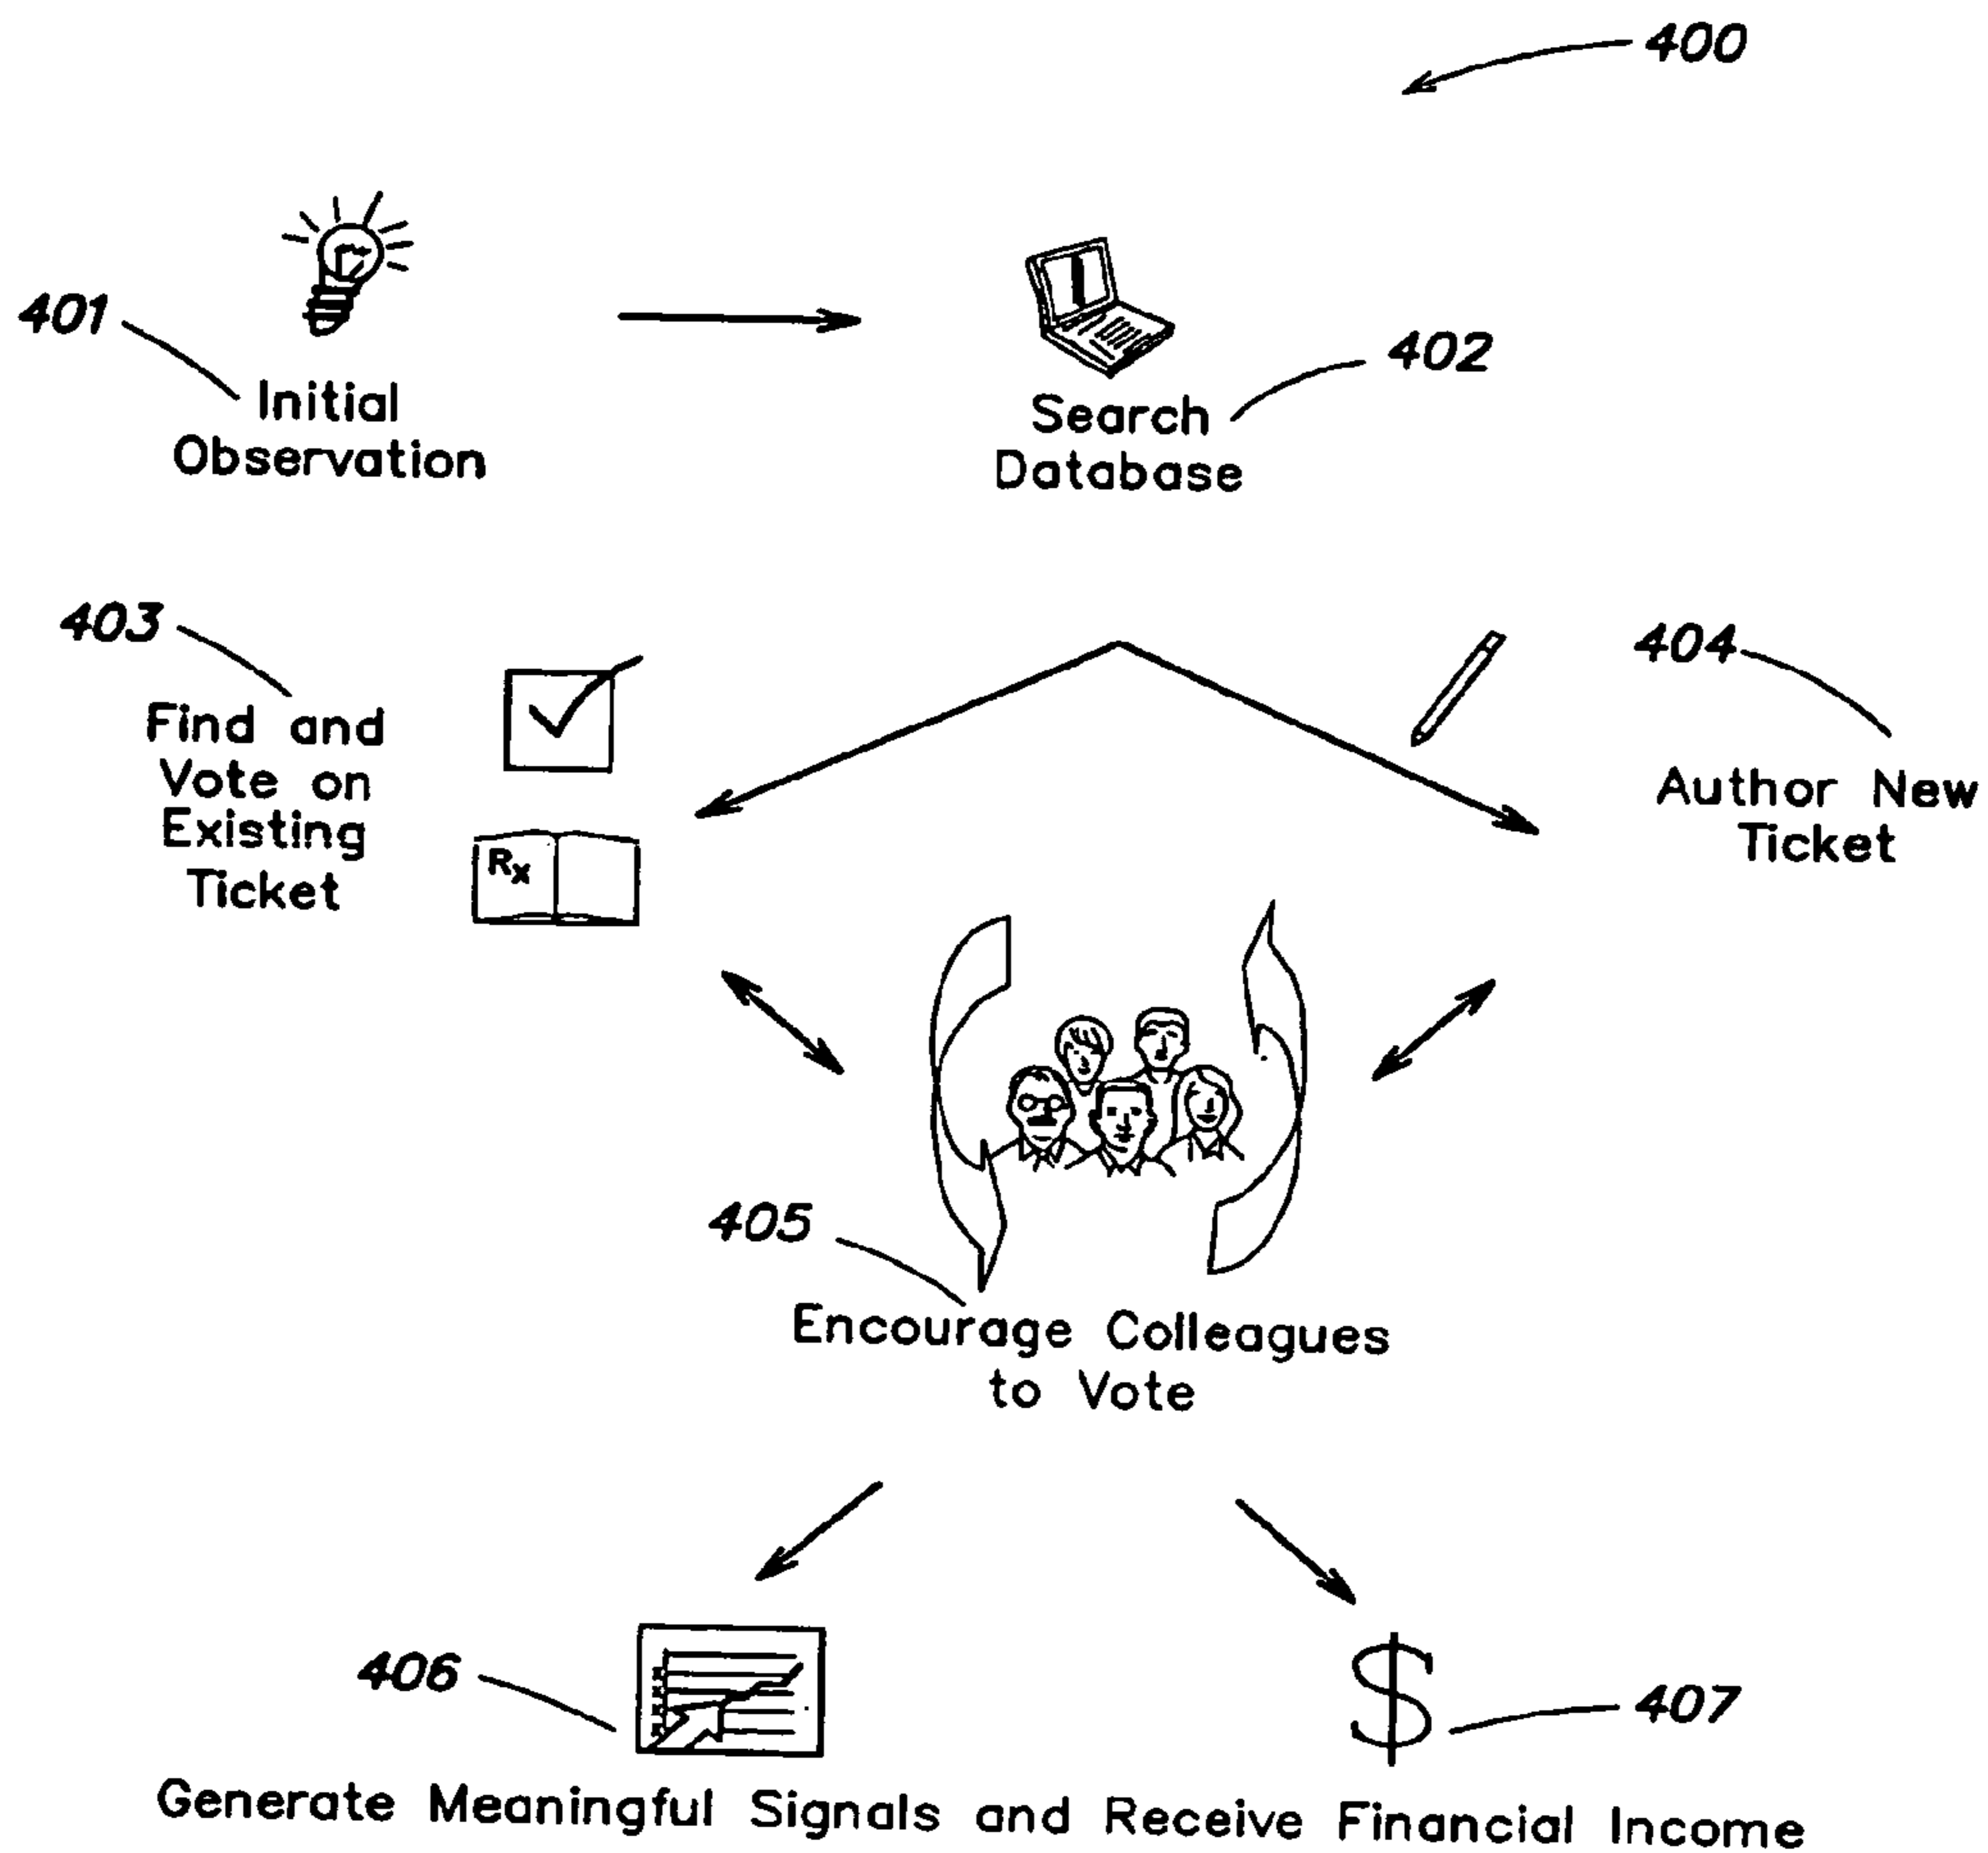 400
401
Initial
Observation
402
Search
Database
403
Find and
Vote on
Existing
Ticket
Rx
404
Author New
Ticket
405
Encourage Colleagues
to Vote
406
407
Generate Meaningful Signals and Receive Financial Income
$